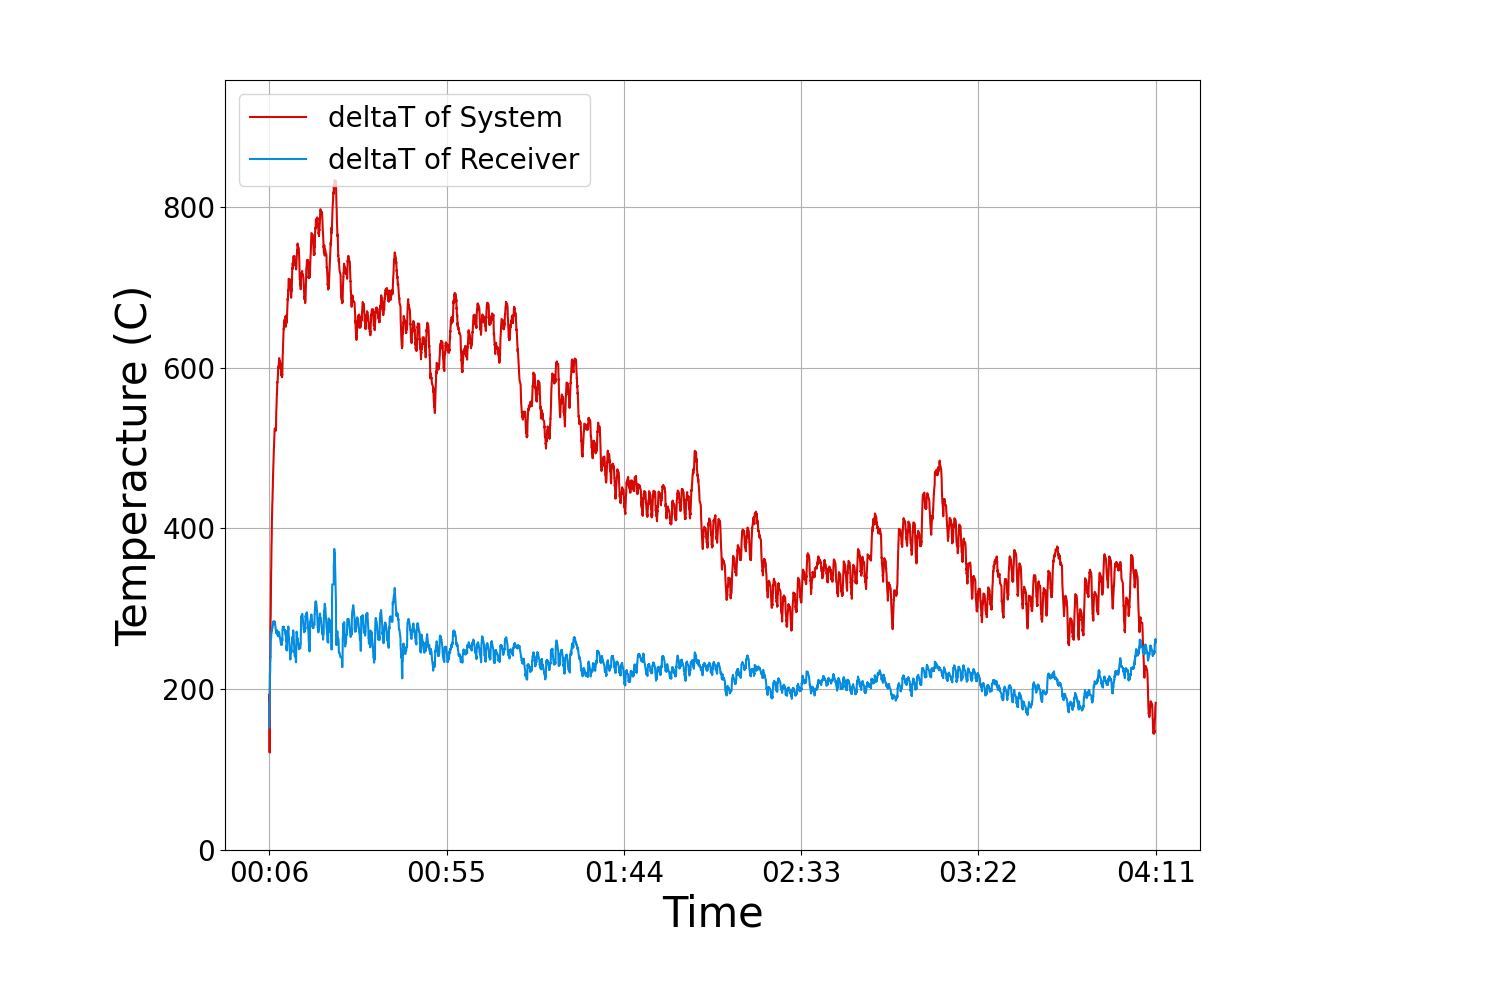 deltaT of System
deltaT of Receiver
800
600
400
200
0
Temperacture (C)
00:06 00:55 01:44 02:33 03:22 04:11
Time